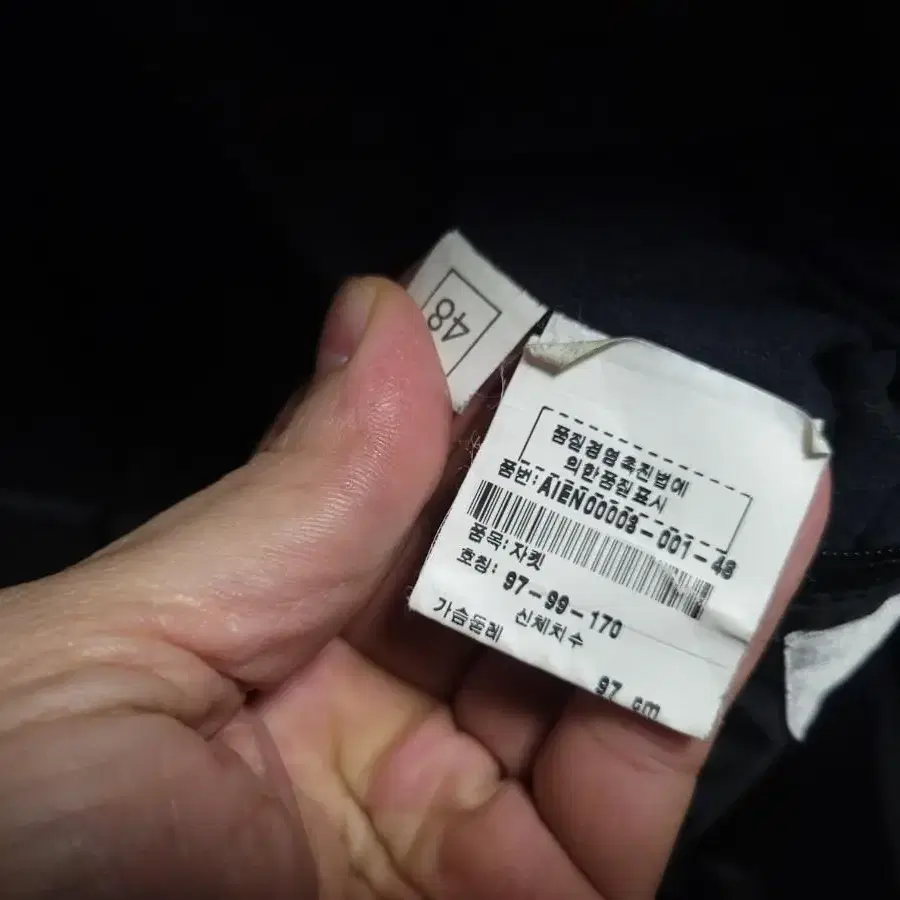 48
품질경영촉진법에
의한품질표시
품번:A1EN00003-001-48
품목:자켓
호칭: 97-99-170
신체치수
가슴둘레 97 cm